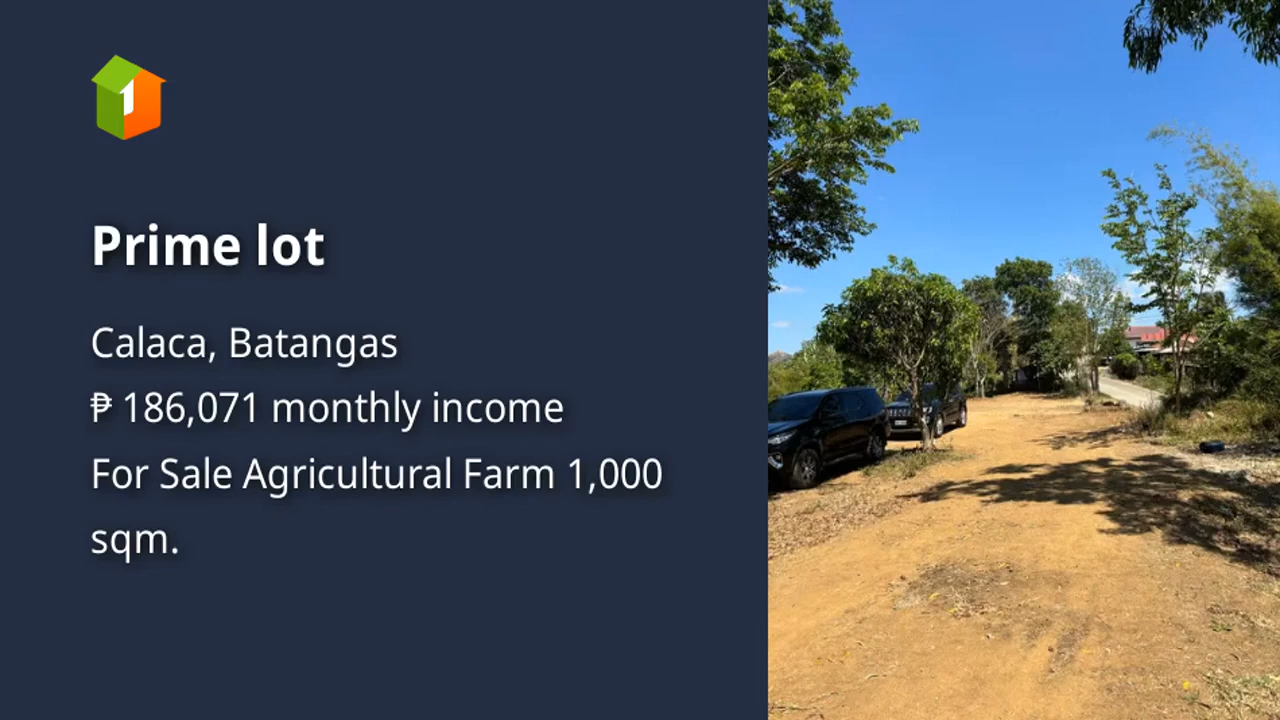 Prime lot
Calaca, Batangas
₱ 186,071 monthly income
For Sale Agricultural Farm 1,000
sqm.